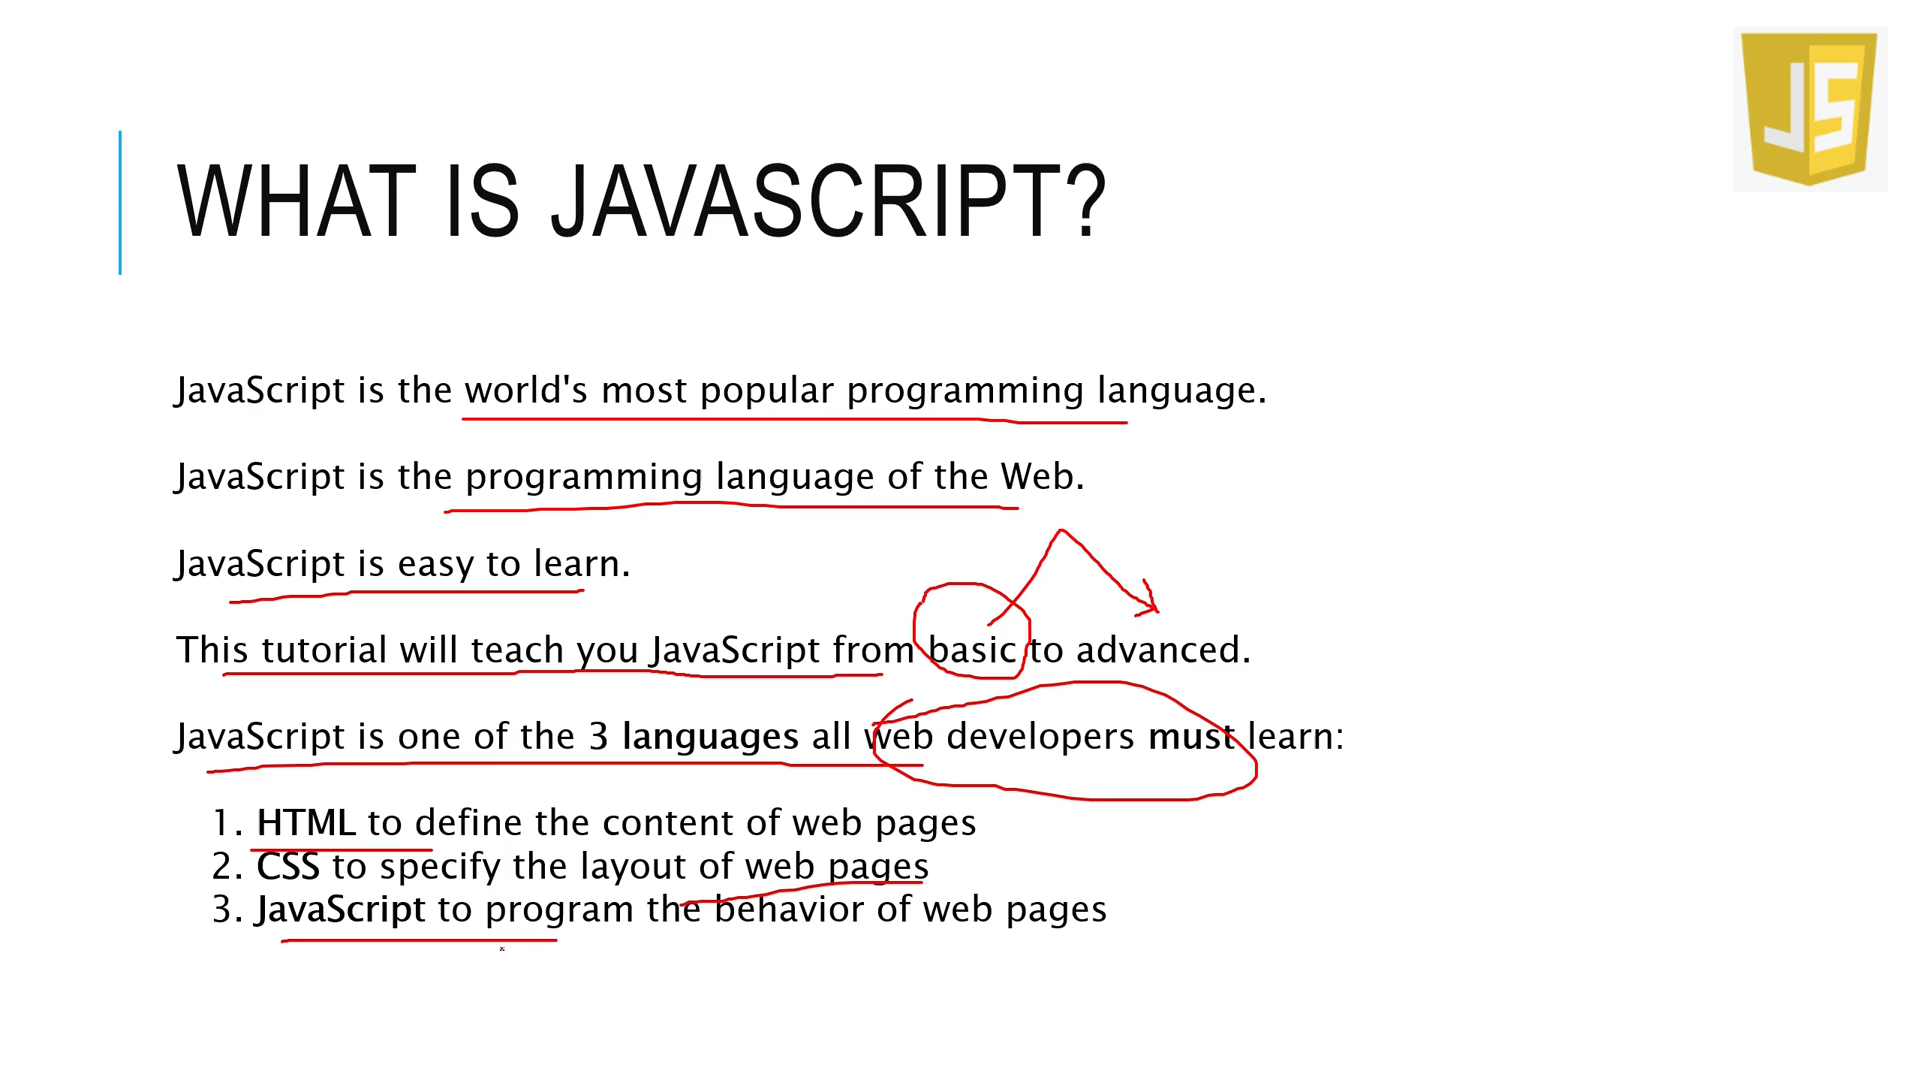 JS
WHAT IS JAVASCRIPT?
JavaScript is the world's most popular programming language.
JavaScript is the programming language of the Web.
JavaScript is easy to learn.
This tutorial will teach you JavaScript from basic to advanced.
JavaScript is one of the 3 languages all web developers must learn:
1. HTML to define the content of web pages
2. CSS to specify the layout of web pages
3. JavaScript to program the behavior of web pages